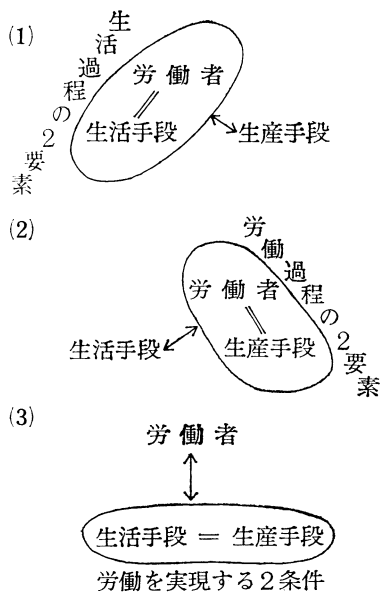 (1)
生活過程の2要素
労働者
生活手段
生産手段
(2)
労働過程の2要素
労働者
生活手段
生産手段
(3)
労働者
生活手段 = 生産手段
労働を実現する2条件